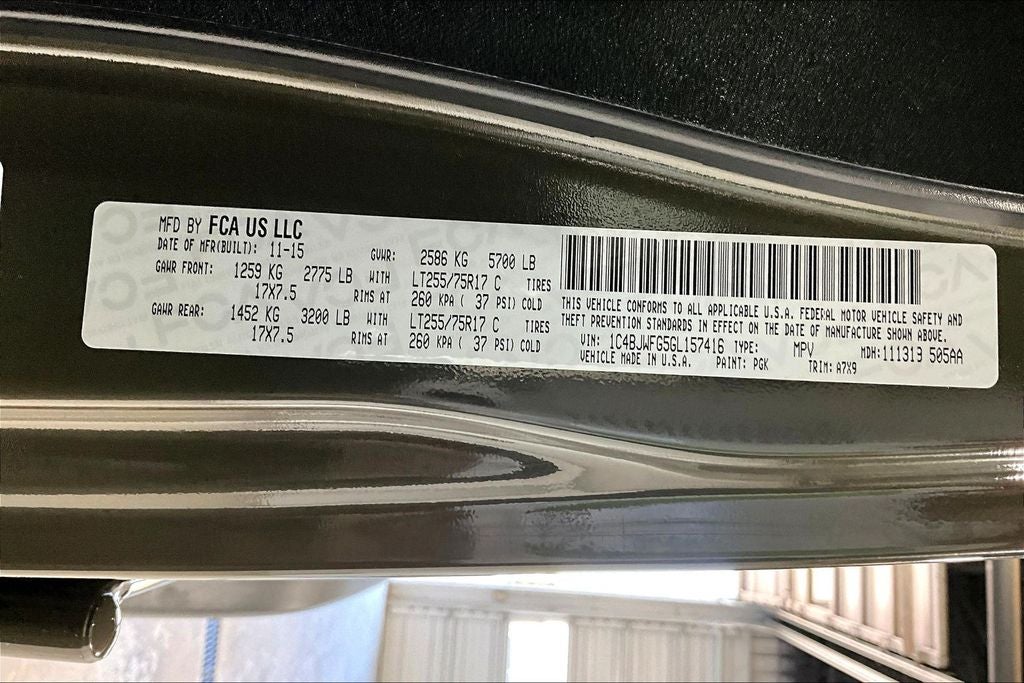 MFD BY FCA US LLC
DATE OF MFR(BUILT): 11-15 GVWR: 2586 KG 5700 LB
GAWR FRONT: 1259 KG 2775 LB WITH LT255/75R17 C TIRES
17X7.5 RIMS AT 260 KPA ( 37 PSI) COLD
GAWR REAR: 1452 KG 3200 LB WITH LT255/75R17 C TIRES
17X7.5 RIMS AT 260 KPA ( 37 PSI) COLD
THIS VEHICLE CONFORMS TO ALL APPLICABLE U.S.A. FEDERAL MOTOR VEHICLE SAFETY AND
THEFT PREVENTION STANDARDS IN EFFECT ON THE DATE OF MANUFACTURE SHOWN ABOVE.
VIN: 1C4BJWFG5GL157416 TYPE: MPV MDH: 111313 505AA
VEHICLE MADE IN U.S.A. PAINT: PGK TRIM: A7X9